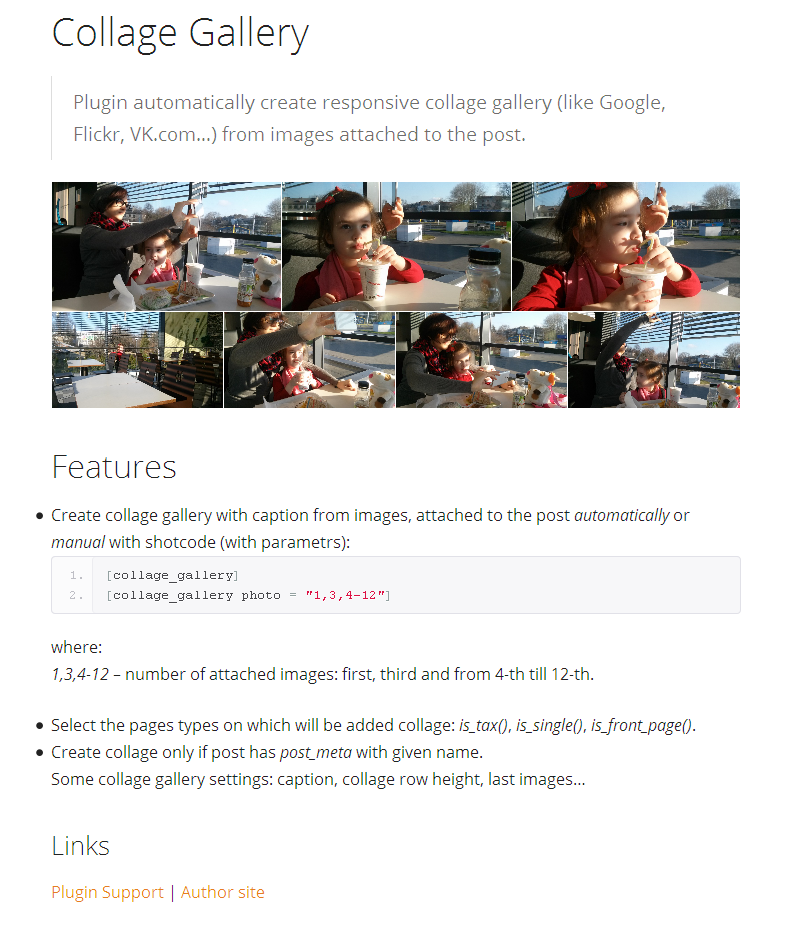 Collage Gallery
Plugin automatically create responsive collage gallery (like Google,
Flickr, VK.com...) from images attached to the post.
Features
Create collage gallery with caption from images, attached to the post automatically or
manual with shotcode (with parametrs):
1. [collage_gallery]
2. [collage_gallery photo = "1,3,4-12"]
where:
1,3,4-12 – number of attached images: first, third and from 4-th till 12-th.
Select the pages types on which will be added collage: is_tax(), is_single(), is_front_page().
Create collage only if post has post_meta with given name.
Some collage gallery settings: caption, collage row height, last images...
Links
Plugin Support | Author site